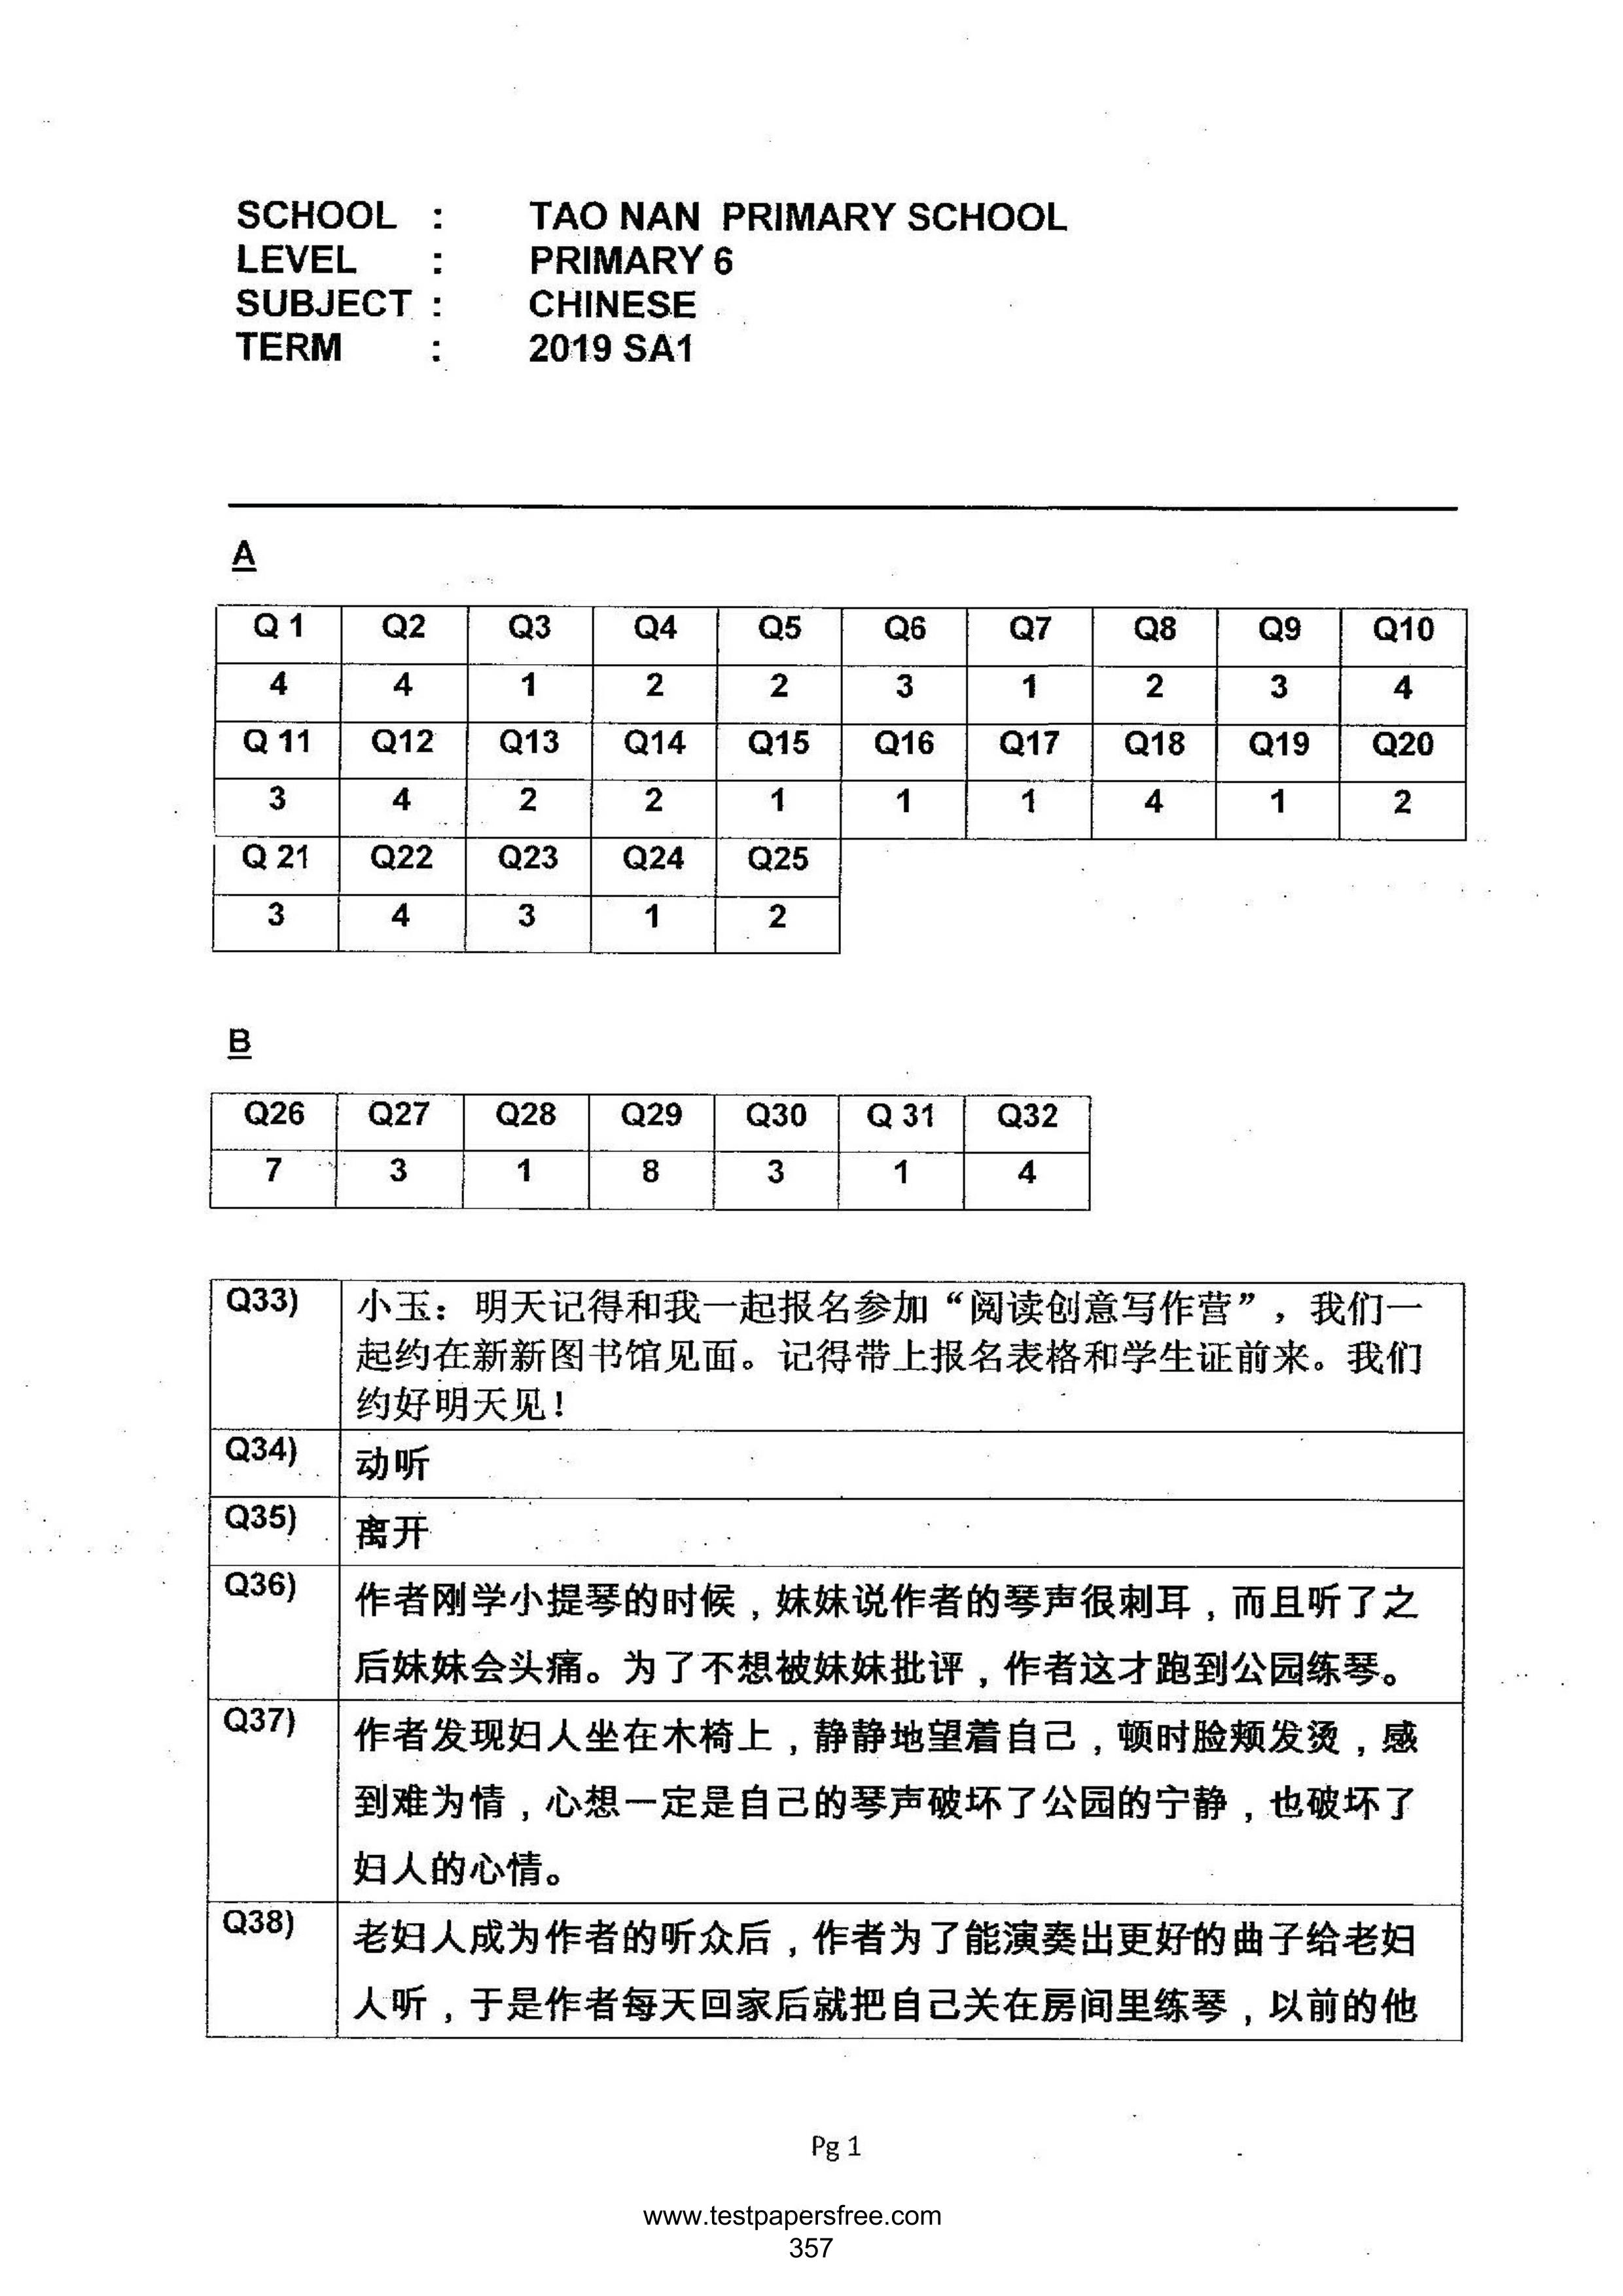 SCHOOL : TAO NAN PRIMARY SCHOOL
LEVEL : PRIMARY 6
SUBJECT : CHINESE
TERM : 2019 SA1
A
Q 1 Q2 Q3 Q4 Q5 Q6 Q7 Q8 Q9 Q10
4 4 1 2 2 3 1 2 3 4
Q 11 Q12 Q13 Q14 Q15 Q16 Q17 Q18 Q19 Q20
3 4 2 2 1 1 1 4 1 2
Q 21 Q22 Q23 Q24 Q25
3 4 3 1 2
B
Q26 Q27 Q28 Q29 Q30 Q 31 Q32
7 3 1 8 3 1 4
Q33) 小玉：明天记得和我一起报名参加“阅读创意写作营”，我们一
起约在新新图书馆见面。记得带上报名表格和学生证前来。我们
约好明天见！
Q34) 动听
Q35) 离开
Q36) 作者刚学小提琴的时候，妹妹说作者的琴声很刺耳，而且听了之
后妹妹会头痛。为了不想被妹妹批评，作者这才跑到公园练琴。
Q37) 作者发现妇人坐在木椅上，静静地望着自己，顿时脸颊发烫，感
到难为情，心想一定是自己的琴声破坏了公园的宁静，也破坏了
妇人的心情。
Q38) 老妇人成为作者的听众后，作者为了能演奏出更好的曲子给老妇
人听，于是作者每天回家后就把自己关在房间里练琴，以前的他
Pg 1
www.testpapersfree.com
357